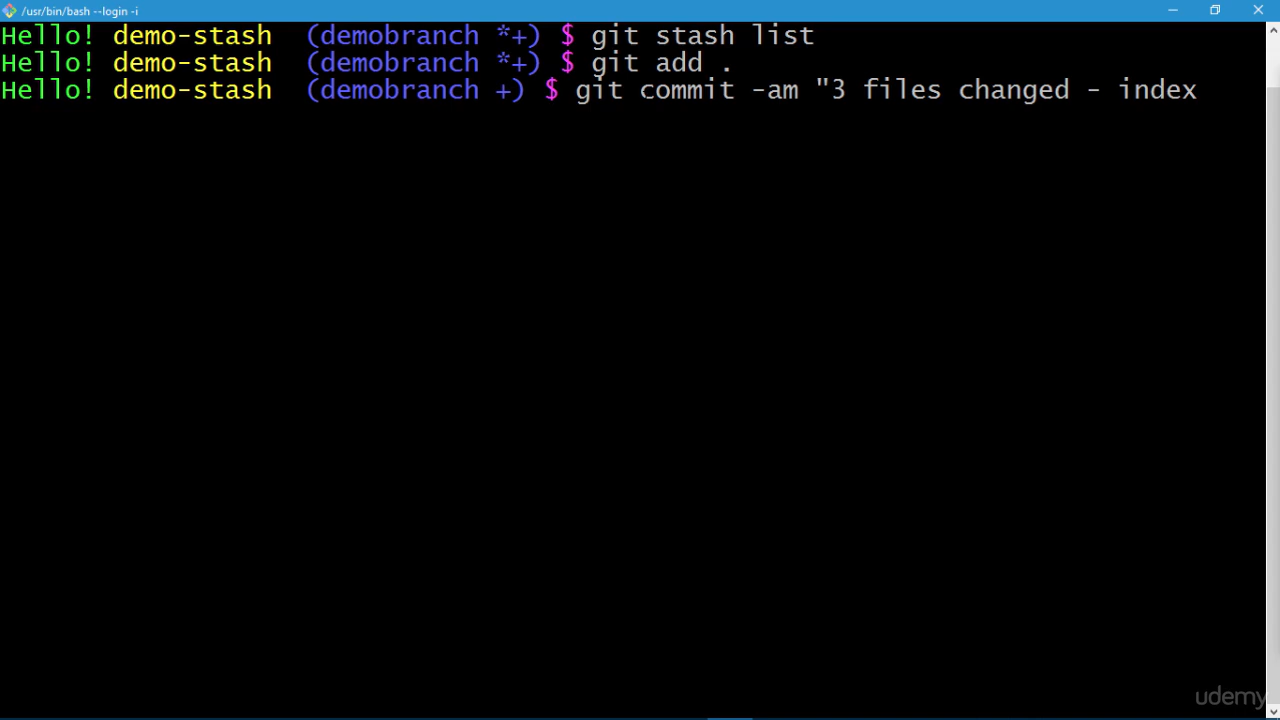 /usr/bin/bash --login -i
Hello! demo-stash  (demobranch *+) $ git stash list
Hello! demo-stash  (demobranch *+) $ git add .
Hello! demo-stash  (demobranch +) $ git commit -am "3 files changed - index
udemy